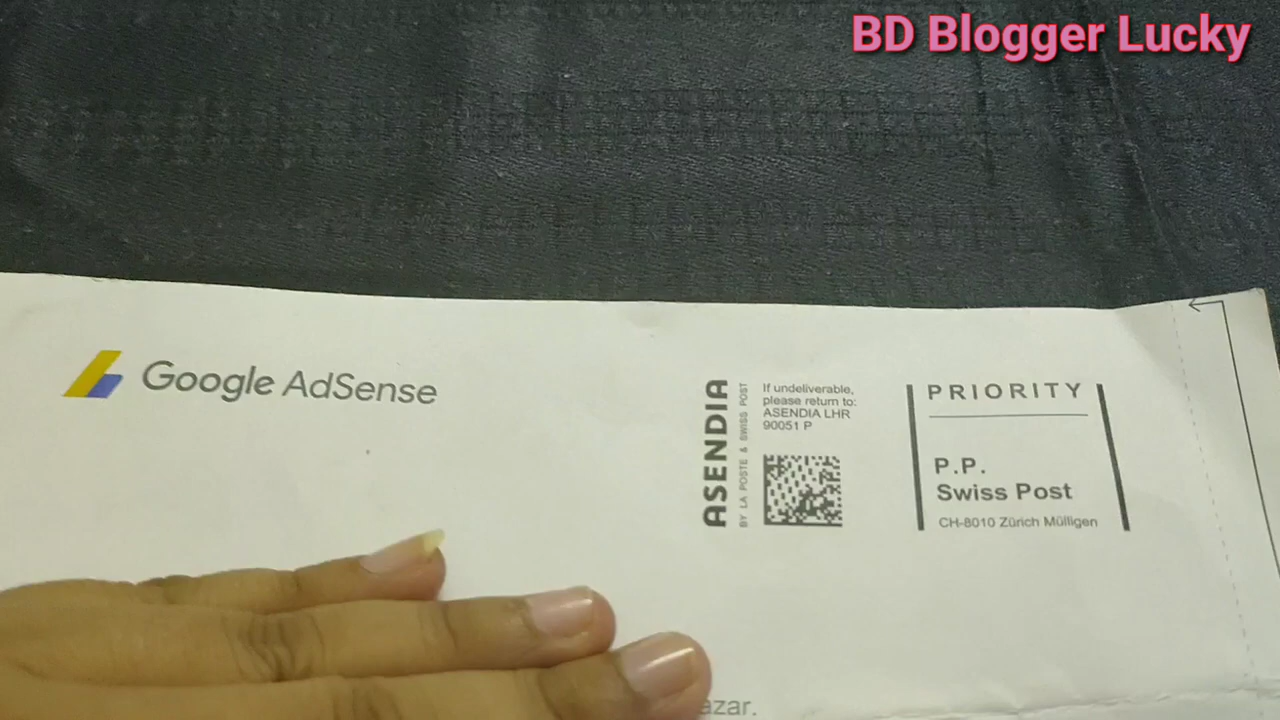 BD Blogger Lucky
Google AdSense
ASENDIA
BY LA POSTE & SWISS POST
If undeliverable,
please return to:
ASENDIA LHR
90051 P
PRIORITY
P.P.
Swiss Post
CH-8010 Zürich Mülligen